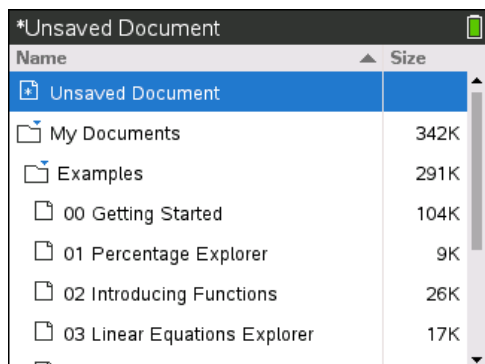 *Unsaved Document
Name Size
Unsaved Document
My Documents 342K
Examples 291K
00 Getting Started 104K
01 Percentage Explorer 9K
02 Introducing Functions 26K
03 Linear Equations Explorer 17K